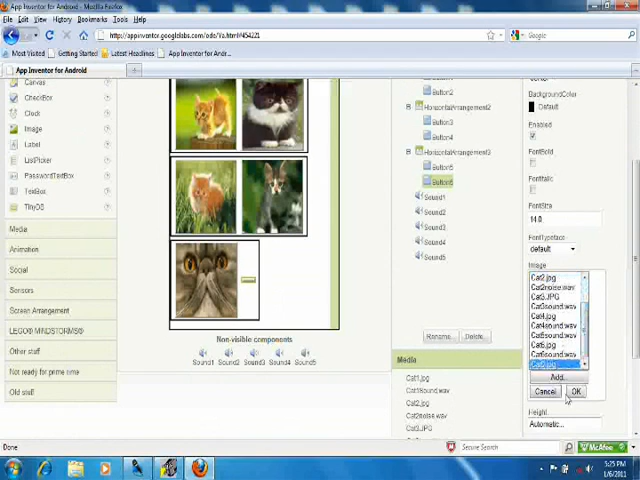 App Inventor for Android - Mozilla Firefox
File Edit View History Bookmarks Tools Help
http://appinventor.googlelabs.com/ode/Ya.html#454221
Google
Most Visited Getting Started Latest Headlines App Inventor for Andr...
App Inventor for Android
Canvas
CheckBox
Clock
Image
Label
ListPicker
PasswordTextBox
TextBox
TinyDB
Media
Animation
Social
Sensors
Screen Arrangement
LEGO® MINDSTORMS®
Other stuff
Not ready for prime time
Old stuff
Non-visible components
Sound1 Sound2 Sound3 Sound4 Sound5
Button2
HorizontalArrangement2
Button3
Button4
HorizontalArrangement3
Button5
Button6
Sound1
Sound2
Sound3
Sound4
Sound5
Rename... Delete...
Media
Cat1.jpg
Cat1Sound.wav
Cat2.jpg
Cat2noise.wav
Cat3.JPG
BackgroundColor
Default
Enabled
FontBold
FontItalic
FontSize
14.0
FontTypeface
default
Image
Cat2.jpg
Cat2noise.wav
Cat3.JPG
Cat3sound.wav
Cat4.jpg
Cat4sound.wav
Cat5sound.wav
Cat6.jpg
Cat6sound.wav
Add...
Cancel OK
Height
Automatic...
Done
Secure Search
McAfee
5:25 PM
1/6/2011